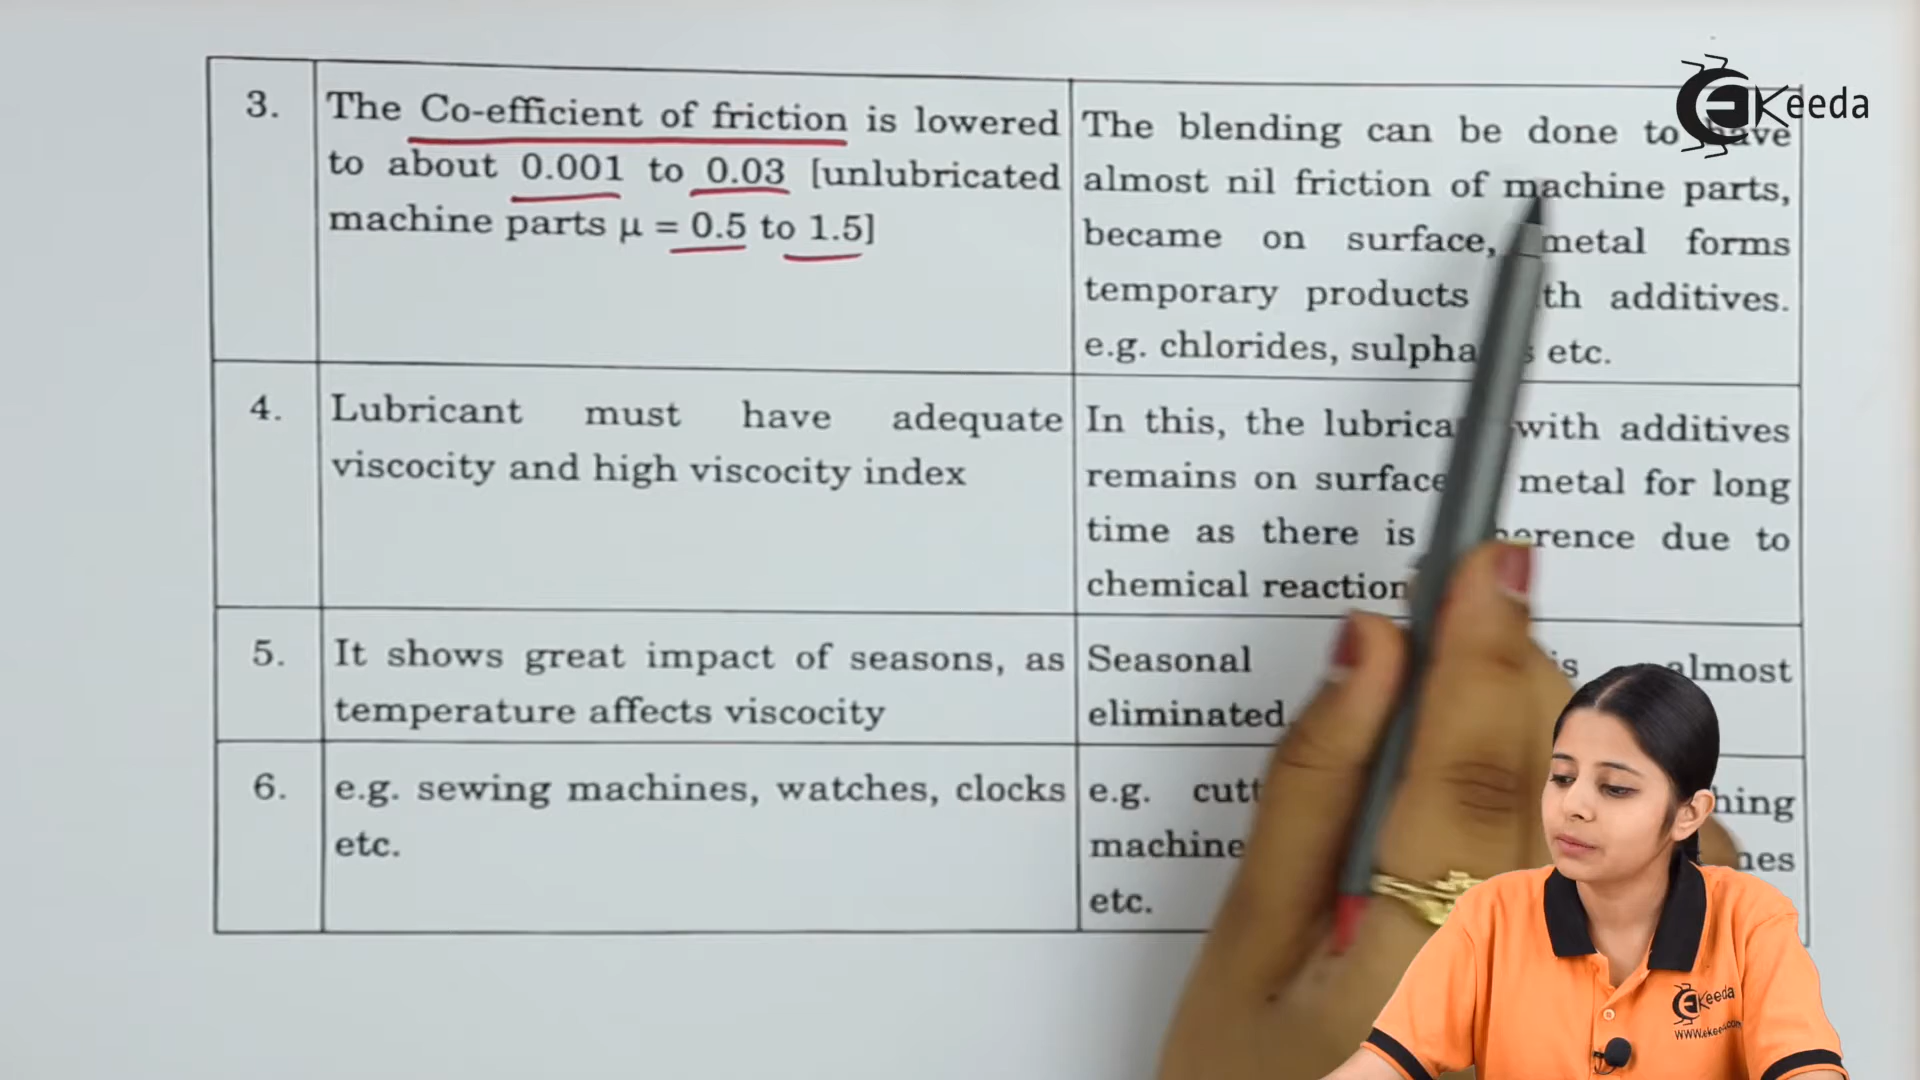 3. The Co-efficient of friction is lowered
to about 0.001 to 0.03 [unlubricated
machine parts μ = 0.5 to 1.5]
The blending can be done to have
almost nil friction of machine parts,
became on surface, metal forms
temporary products additives.
e.g. chlorides, etc.
4. Lubricant must have adequate
viscocity and high viscocity index
In this, the with additives
remains on surface metal for long
time as there is due to
chemical reaction
5. It shows great impact of seasons, as
temperature affects viscocity
Seasonal is almost
eliminated.
6. e.g. sewing machines, watches, clocks
etc.
e.g.
machine
etc.
eKeeda
eKeeda